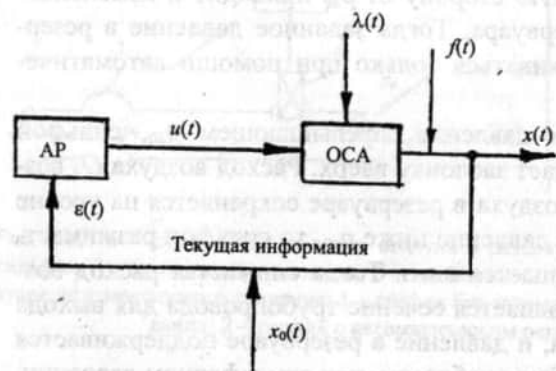 λ(t)
f(t)
АР
u(t)
ОСА
x(t)
ε(t)
Текущая информация
x₀(t)